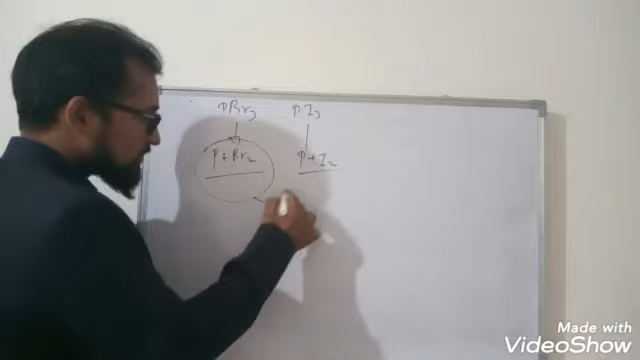 PBr₃ PI₃
P + Br₂ P + I₂
Made with
VideoShow